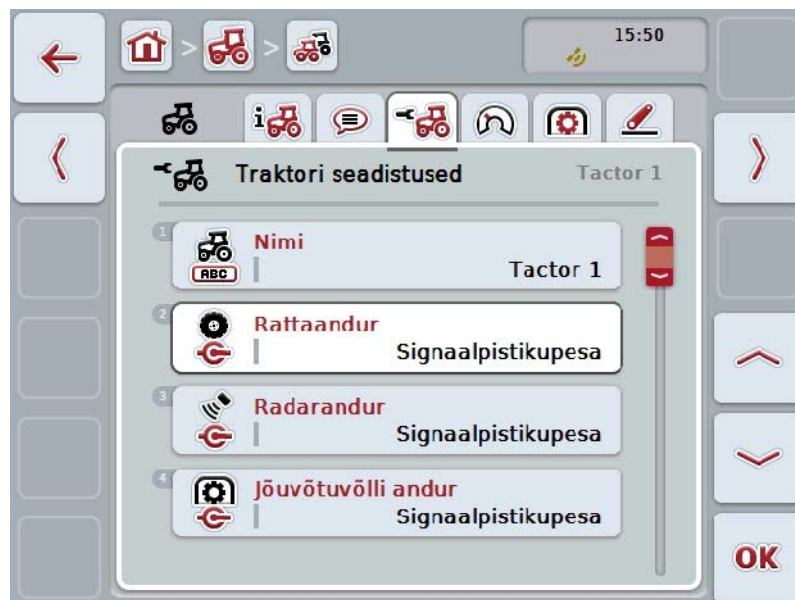 15:50
Traktori seadistused
Tactor 1
1
Nimi
ABC
Tactor 1
2
Rattaandur
Signaalpistikupesa
3
Radarandur
Signaalpistikupesa
4
Jõuvõtuvõlli andur
Signaalpistikupesa
OK